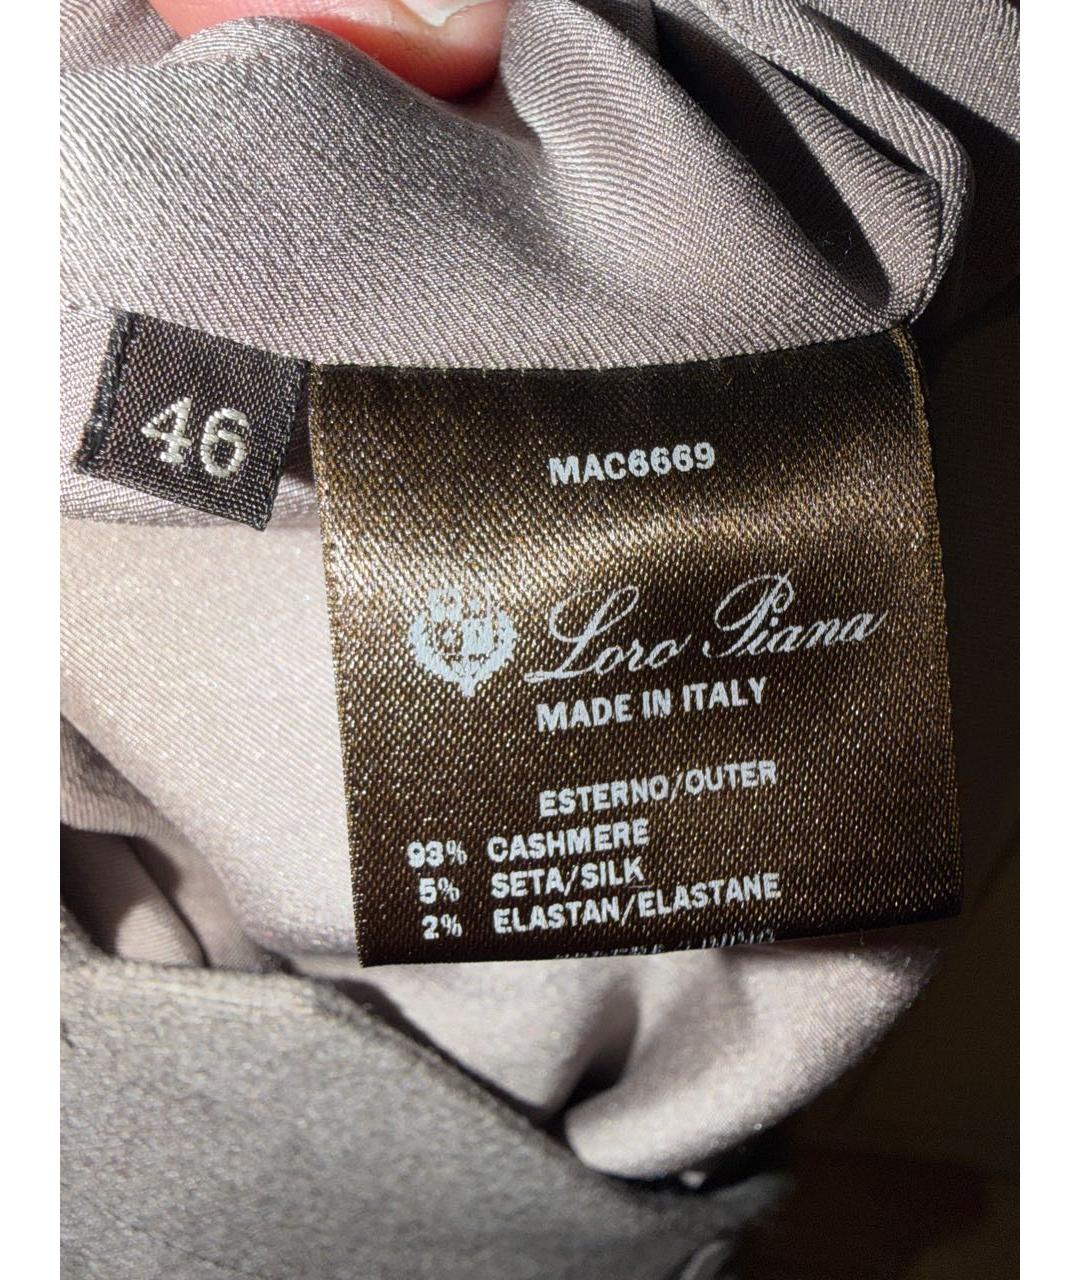 46
MAC6669
Loro Piana
MADE IN ITALY
ESTERNO/OUTER
93% CASHMERE
5% SETA/SILK
2% ELASTAN/ELASTANE